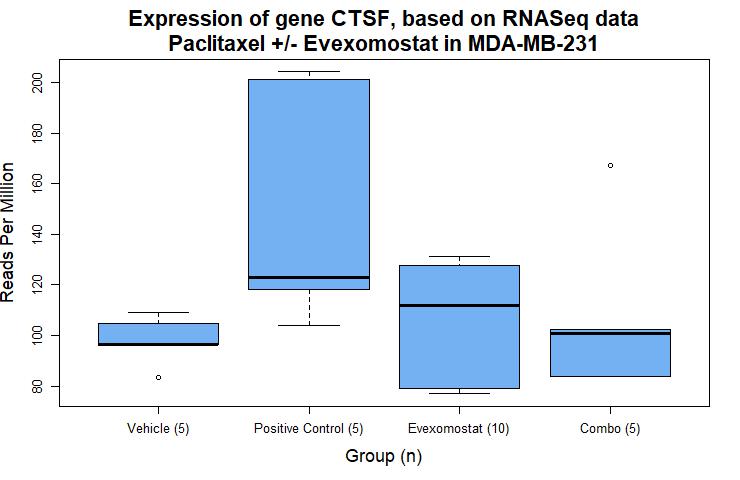 Expression of gene CTSF, based on RNASeq data
Paclitaxel +/- Evexomostat in MDA-MB-231
Reads Per Million
200
180
160
140
120
100
80
Vehicle (5)
Positive Control (5)
Evexomostat (10)
Combo (5)
Group (n)